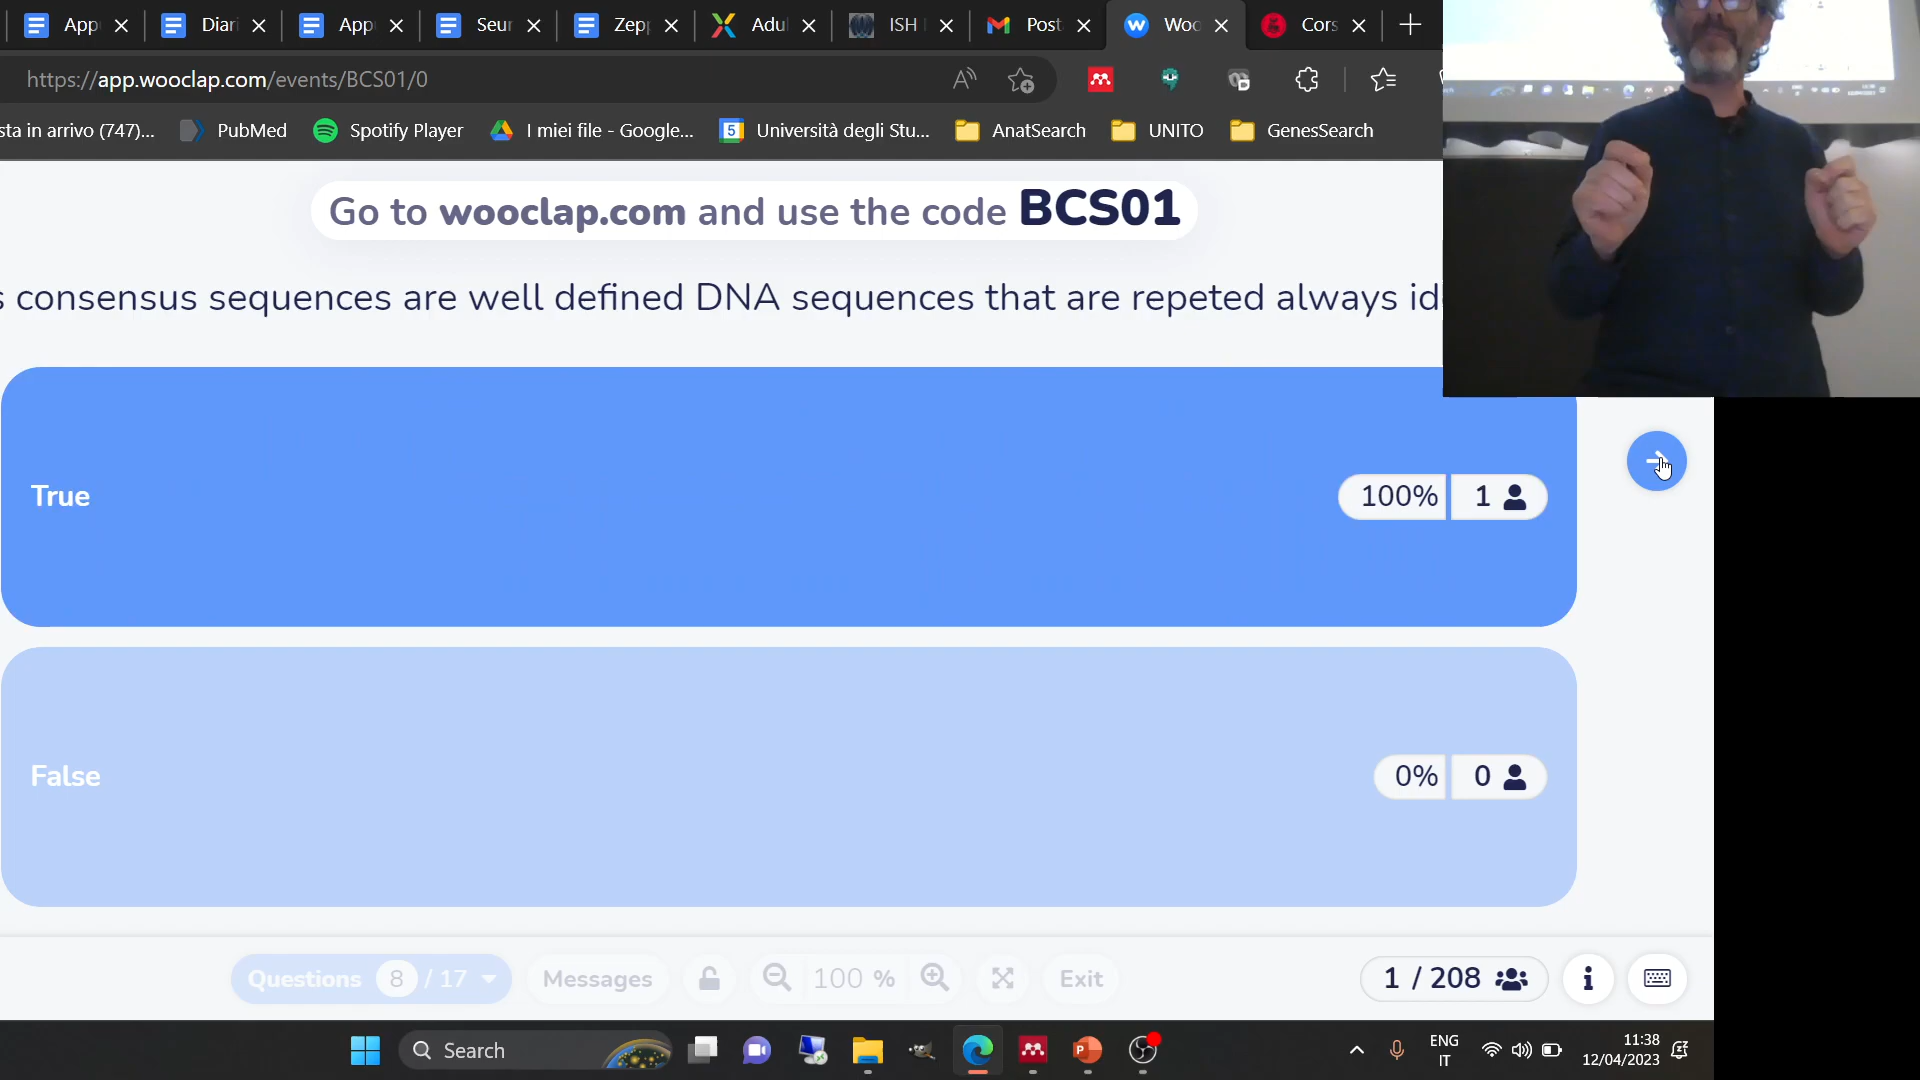 App
Diari
App
Seur
Zepp
Adul
ISH
Post
Woo
Cors
https://app.wooclap.com/events/BCS01/0
sta in arrivo (747)...
PubMed
Spotify Player
I miei file - Google...
Università degli Stu...
AnatSearch
UNITO
GenesSearch
Go to wooclap.com and use the code BCS01
consensus sequences are well defined DNA sequences that are repeted always id
True
100%
1
False
0%
0
Questions 8 / 17
Messages
100 %
Exit
1 / 208
Search
ENG
IT
11:38
12/04/2023